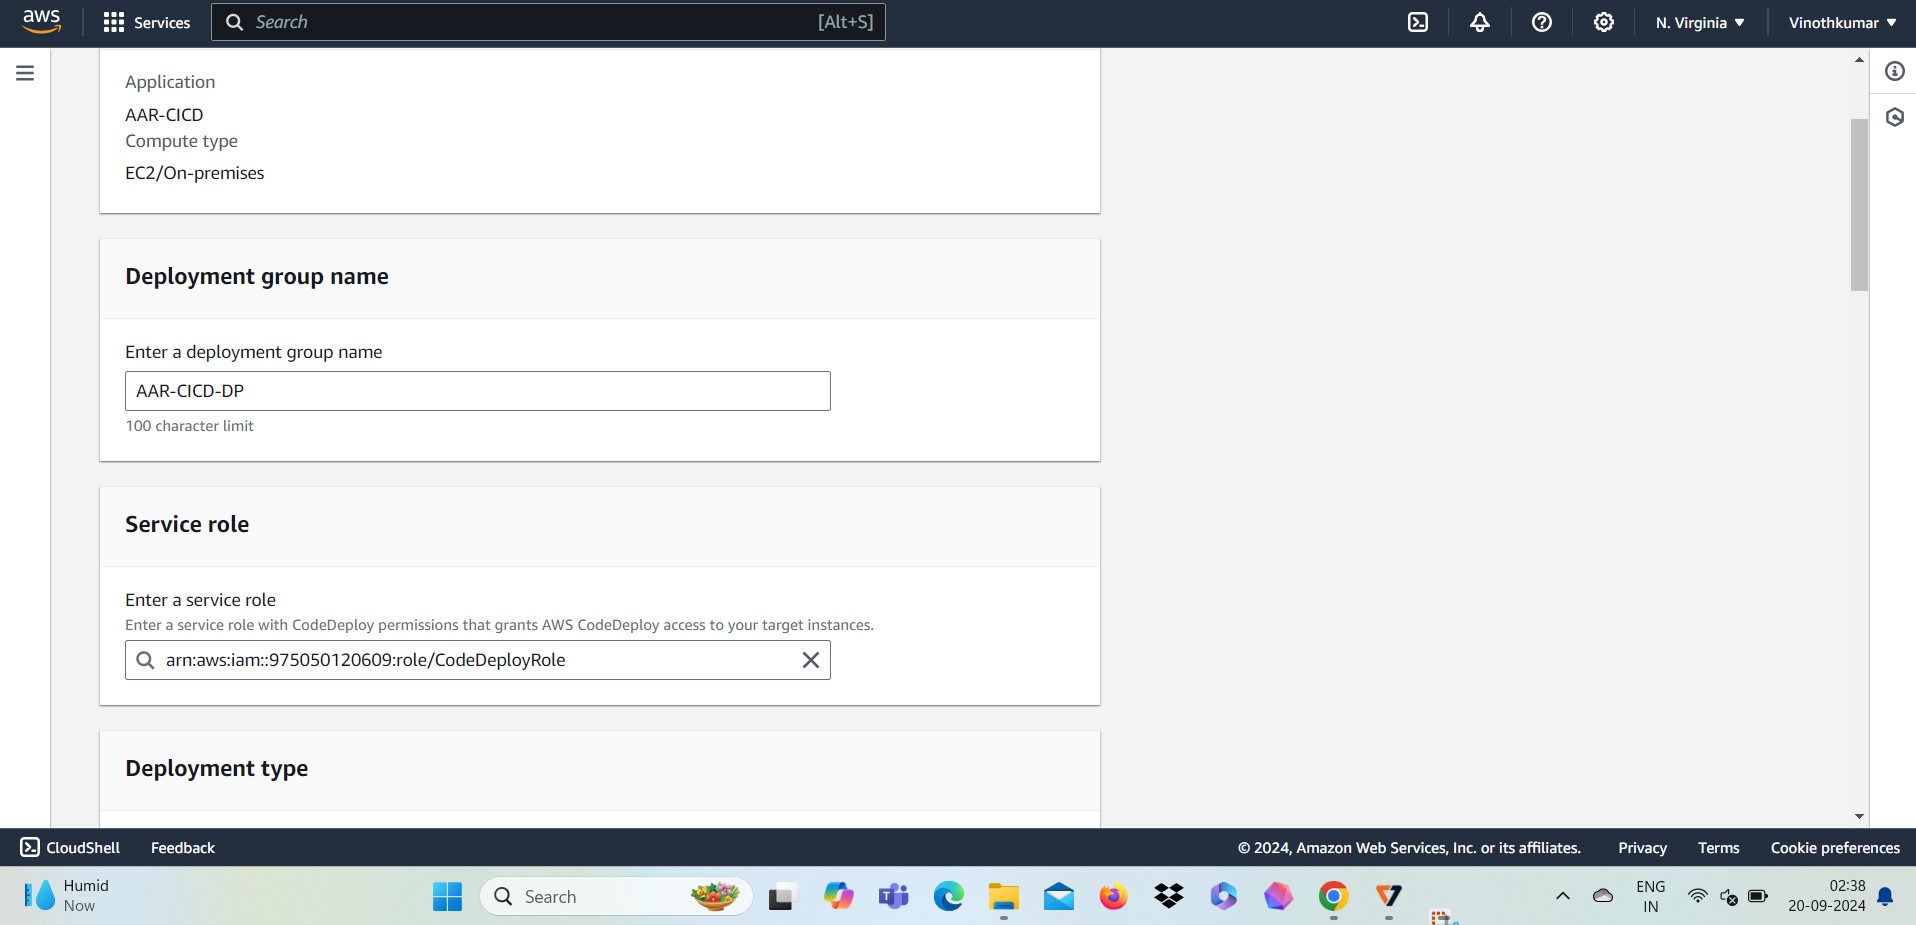 aws
Services
Search
[Alt+S]
N. Virginia
Vinothkumar
Application
AAR-CICD
Compute type
EC2/On-premises
Deployment group name
Enter a deployment group name
AAR-CICD-DP
100 character limit
Service role
Enter a service role
Enter a service role with CodeDeploy permissions that grants AWS CodeDeploy access to your target instances.
arn:aws:iam::975050120609:role/CodeDeployRole
Deployment type
CloudShell
Feedback
© 2024, Amazon Web Services, Inc. or its affiliates.
Privacy
Terms
Cookie preferences
Humid
Now
Search
ENG
IN
02:38
20-09-2024